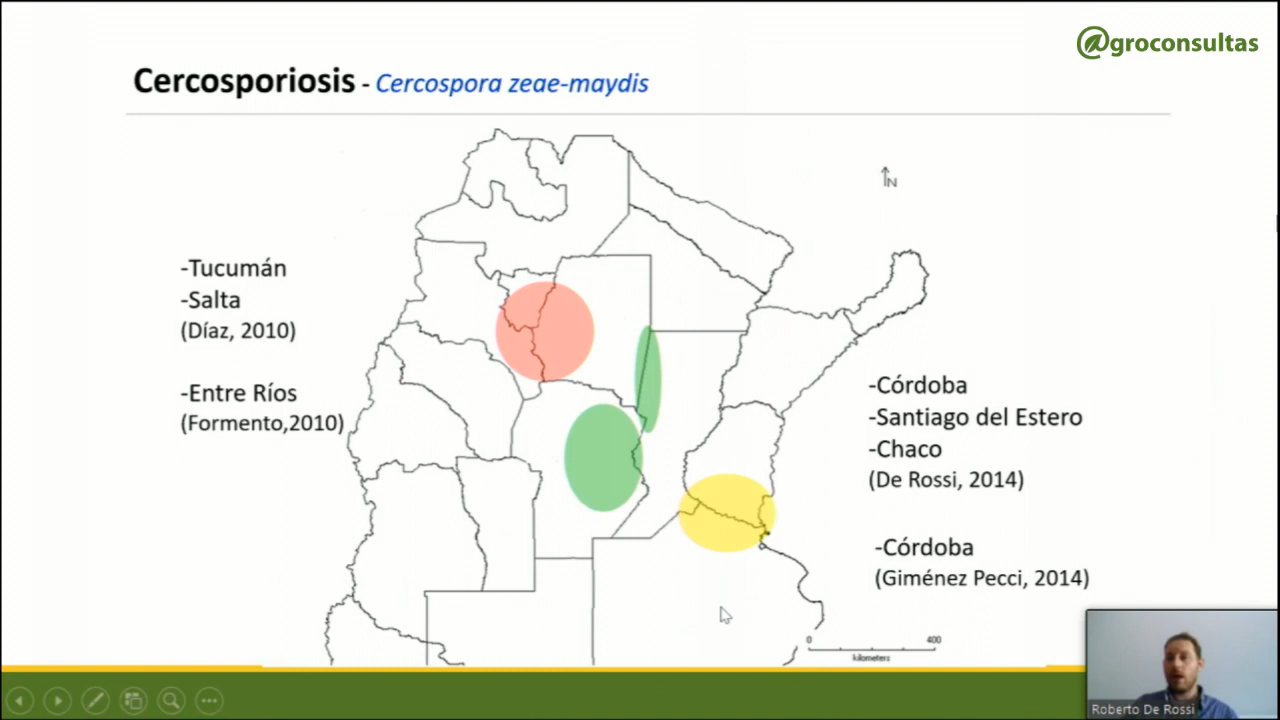 @groconsultas
Cercosporiosis - Cercospora zeae-maydis
N
-Tucumán
-Salta
(Díaz, 2010)
-Entre Ríos
(Formento,2010)
-Córdoba
-Santiago del Estero
-Chaco
(De Rossi, 2014)
-Córdoba
(Giménez Pecci, 2014)
0 400
kilometers
Roberto De Rossi